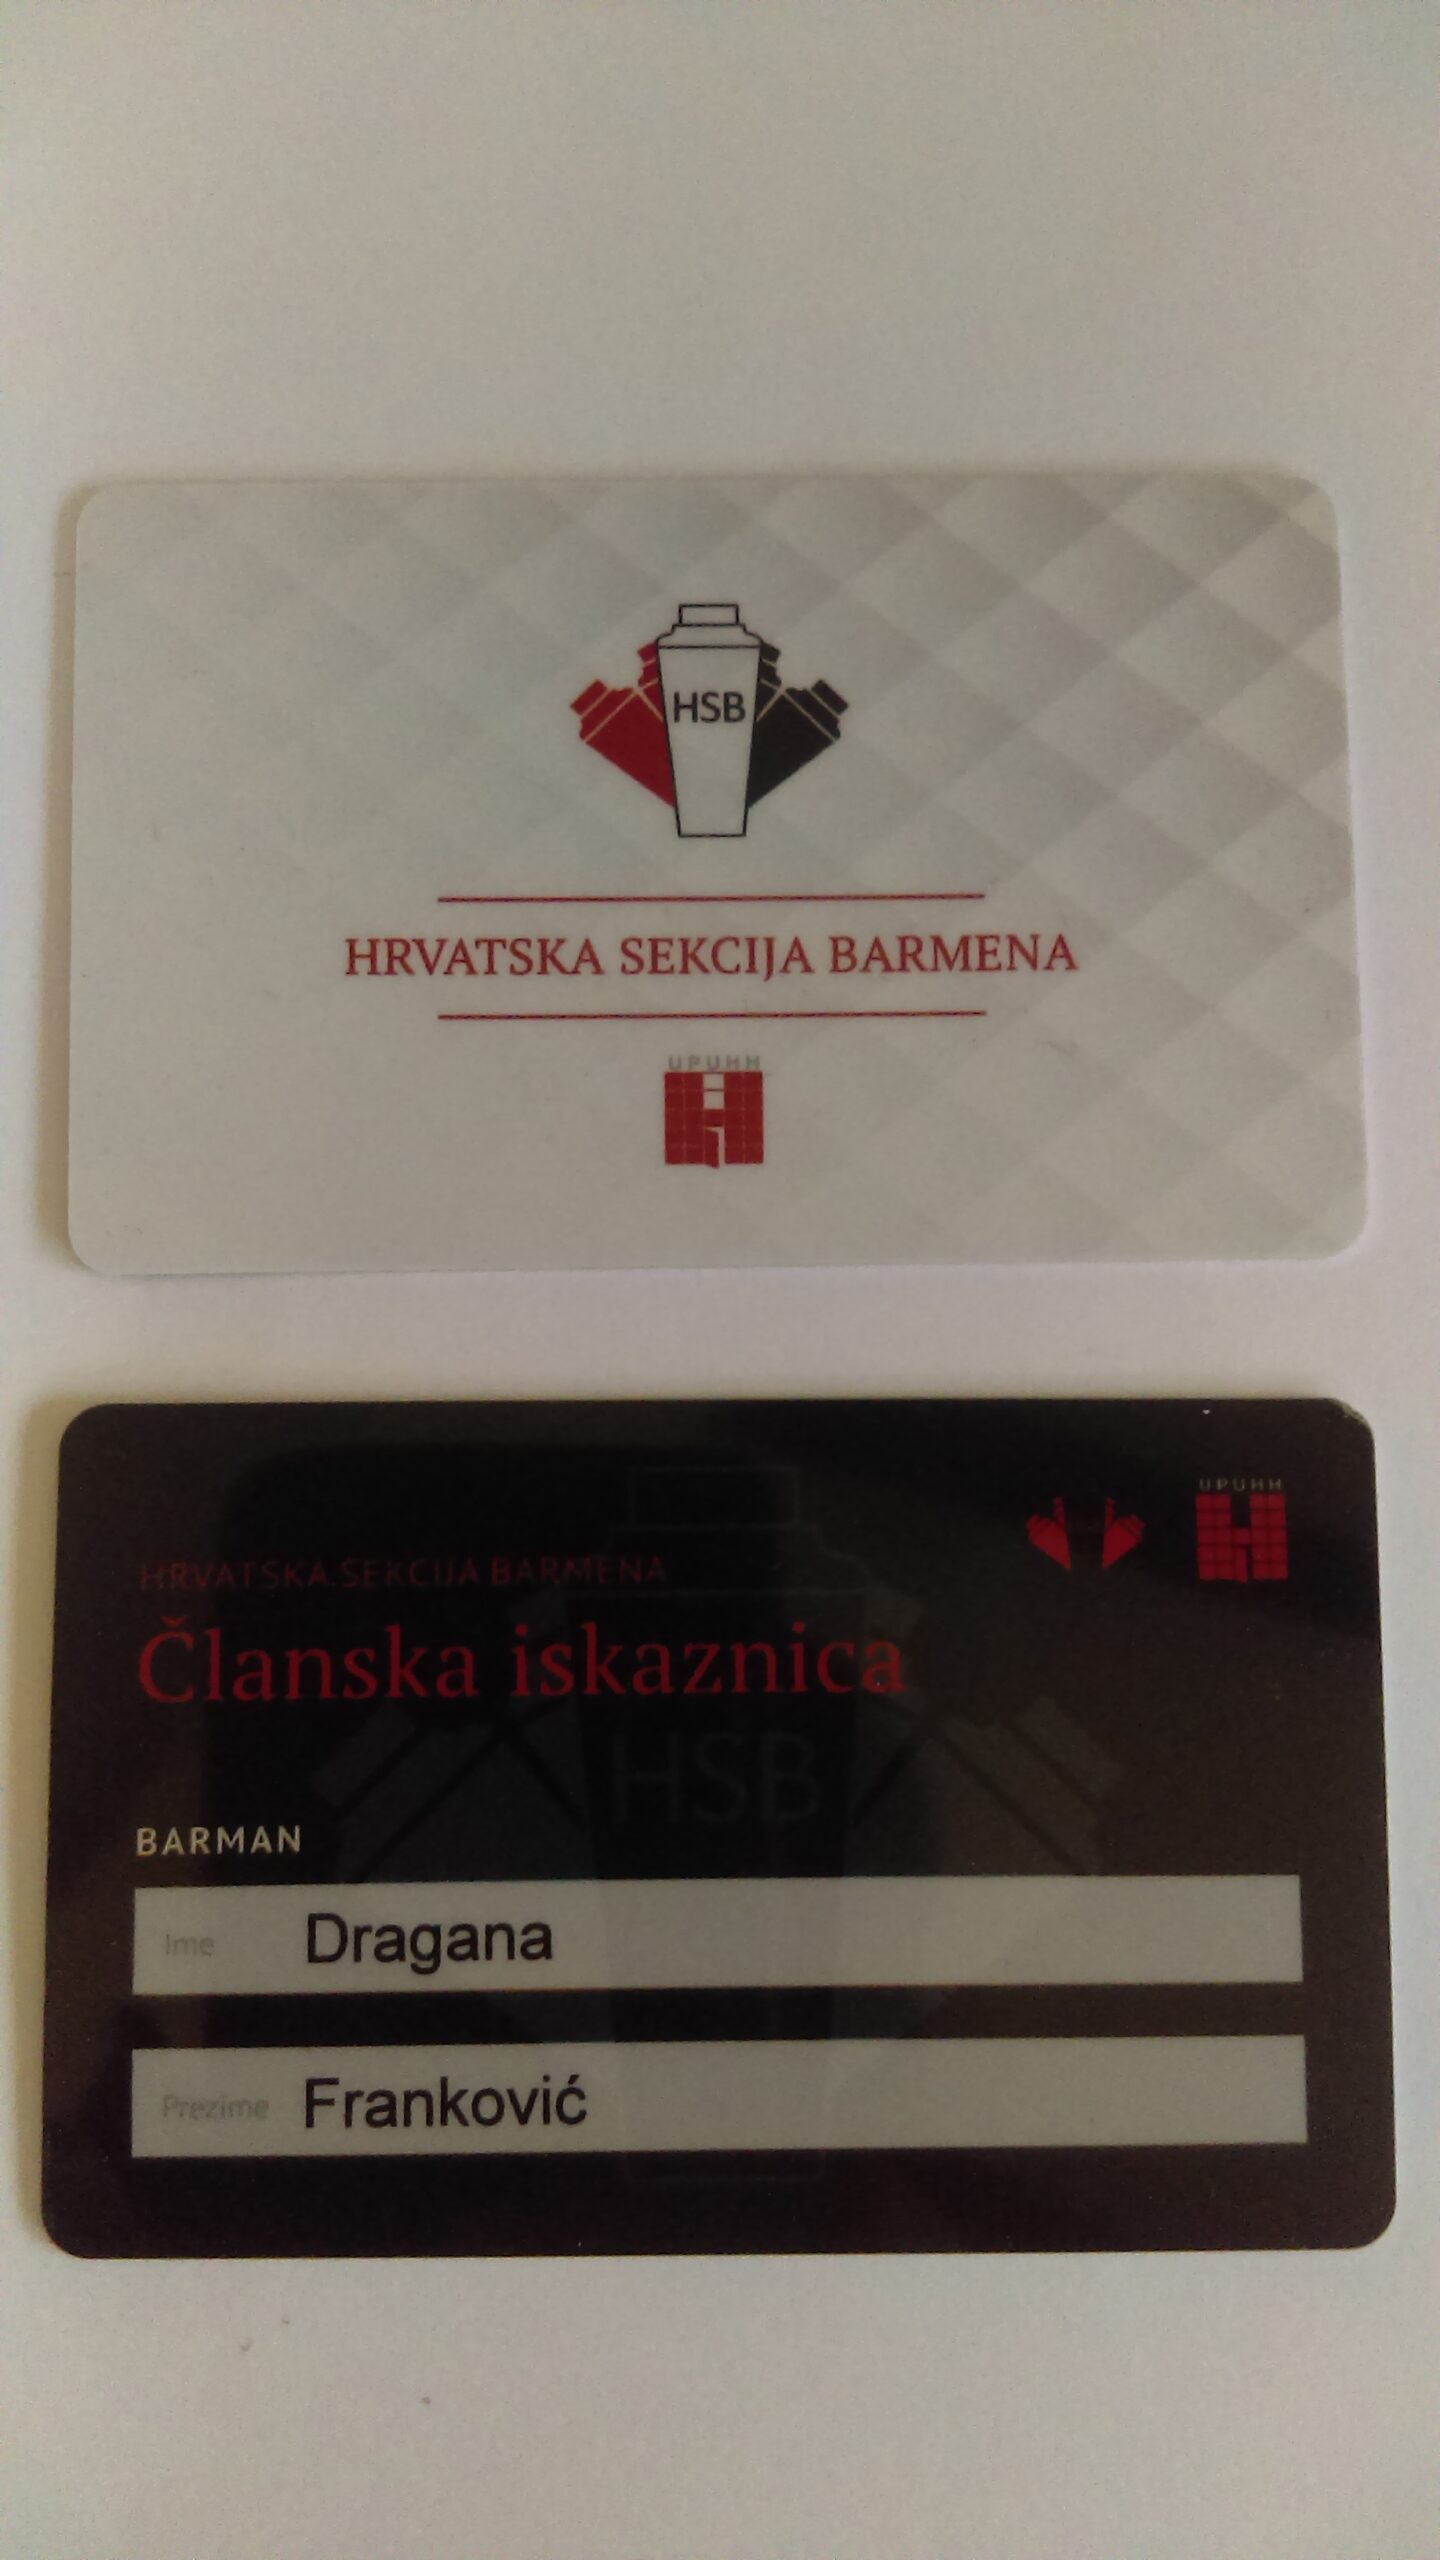 HSB
HRVATSKA SEKCIJA BARMENA
UPUHH
UPUHH
HRVATSKA SEKCIJA BARMENA
Članska iskaznica
HSB
BARMAN
Ime Dragana
Prezime Franković